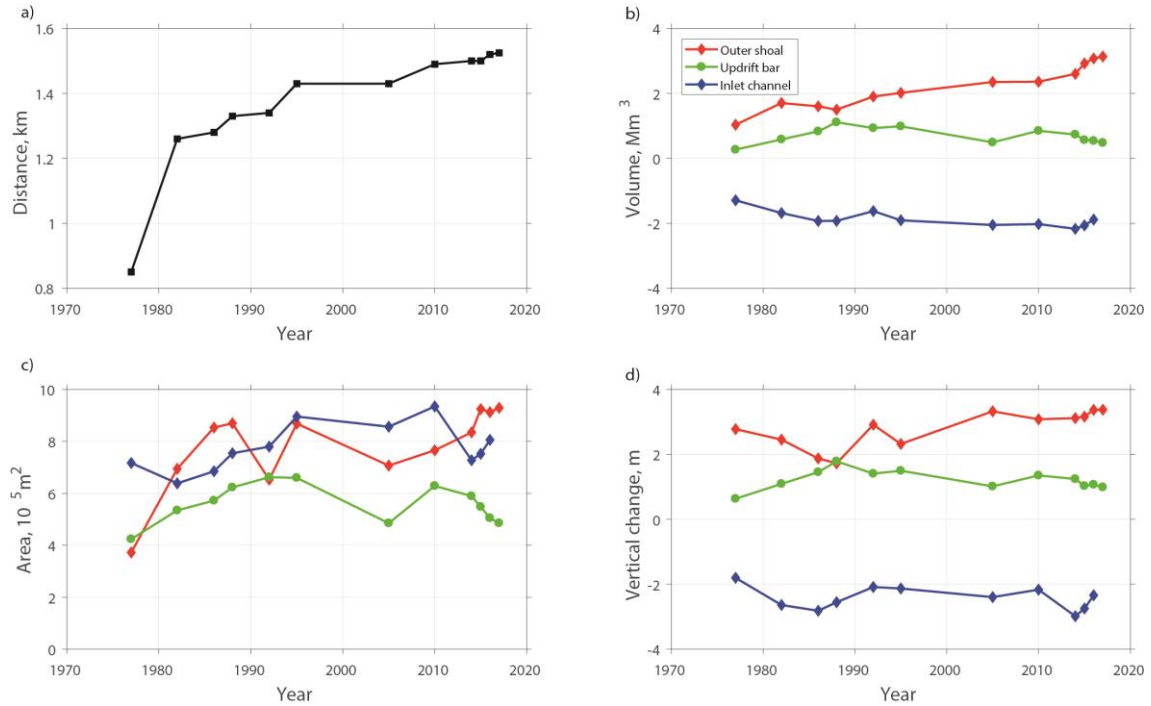 a)
1.6
1.4
1.2
1
0.8
Distance, km
1970 1980 1990 2000 2010 2020
Year
b)
4
2
0
-2
-4
Volume, Mm 3
Outer shoal
Updrift bar
Inlet channel
1970 1980 1990 2000 2010 2020
Year
c)
10
8
6
4
2
0
Area, 10 5 m2
1970 1980 1990 2000 2010 2020
Year
d)
4
2
0
-2
-4
Vertical change, m
1970 1980 1990 2000 2010 2020
Year